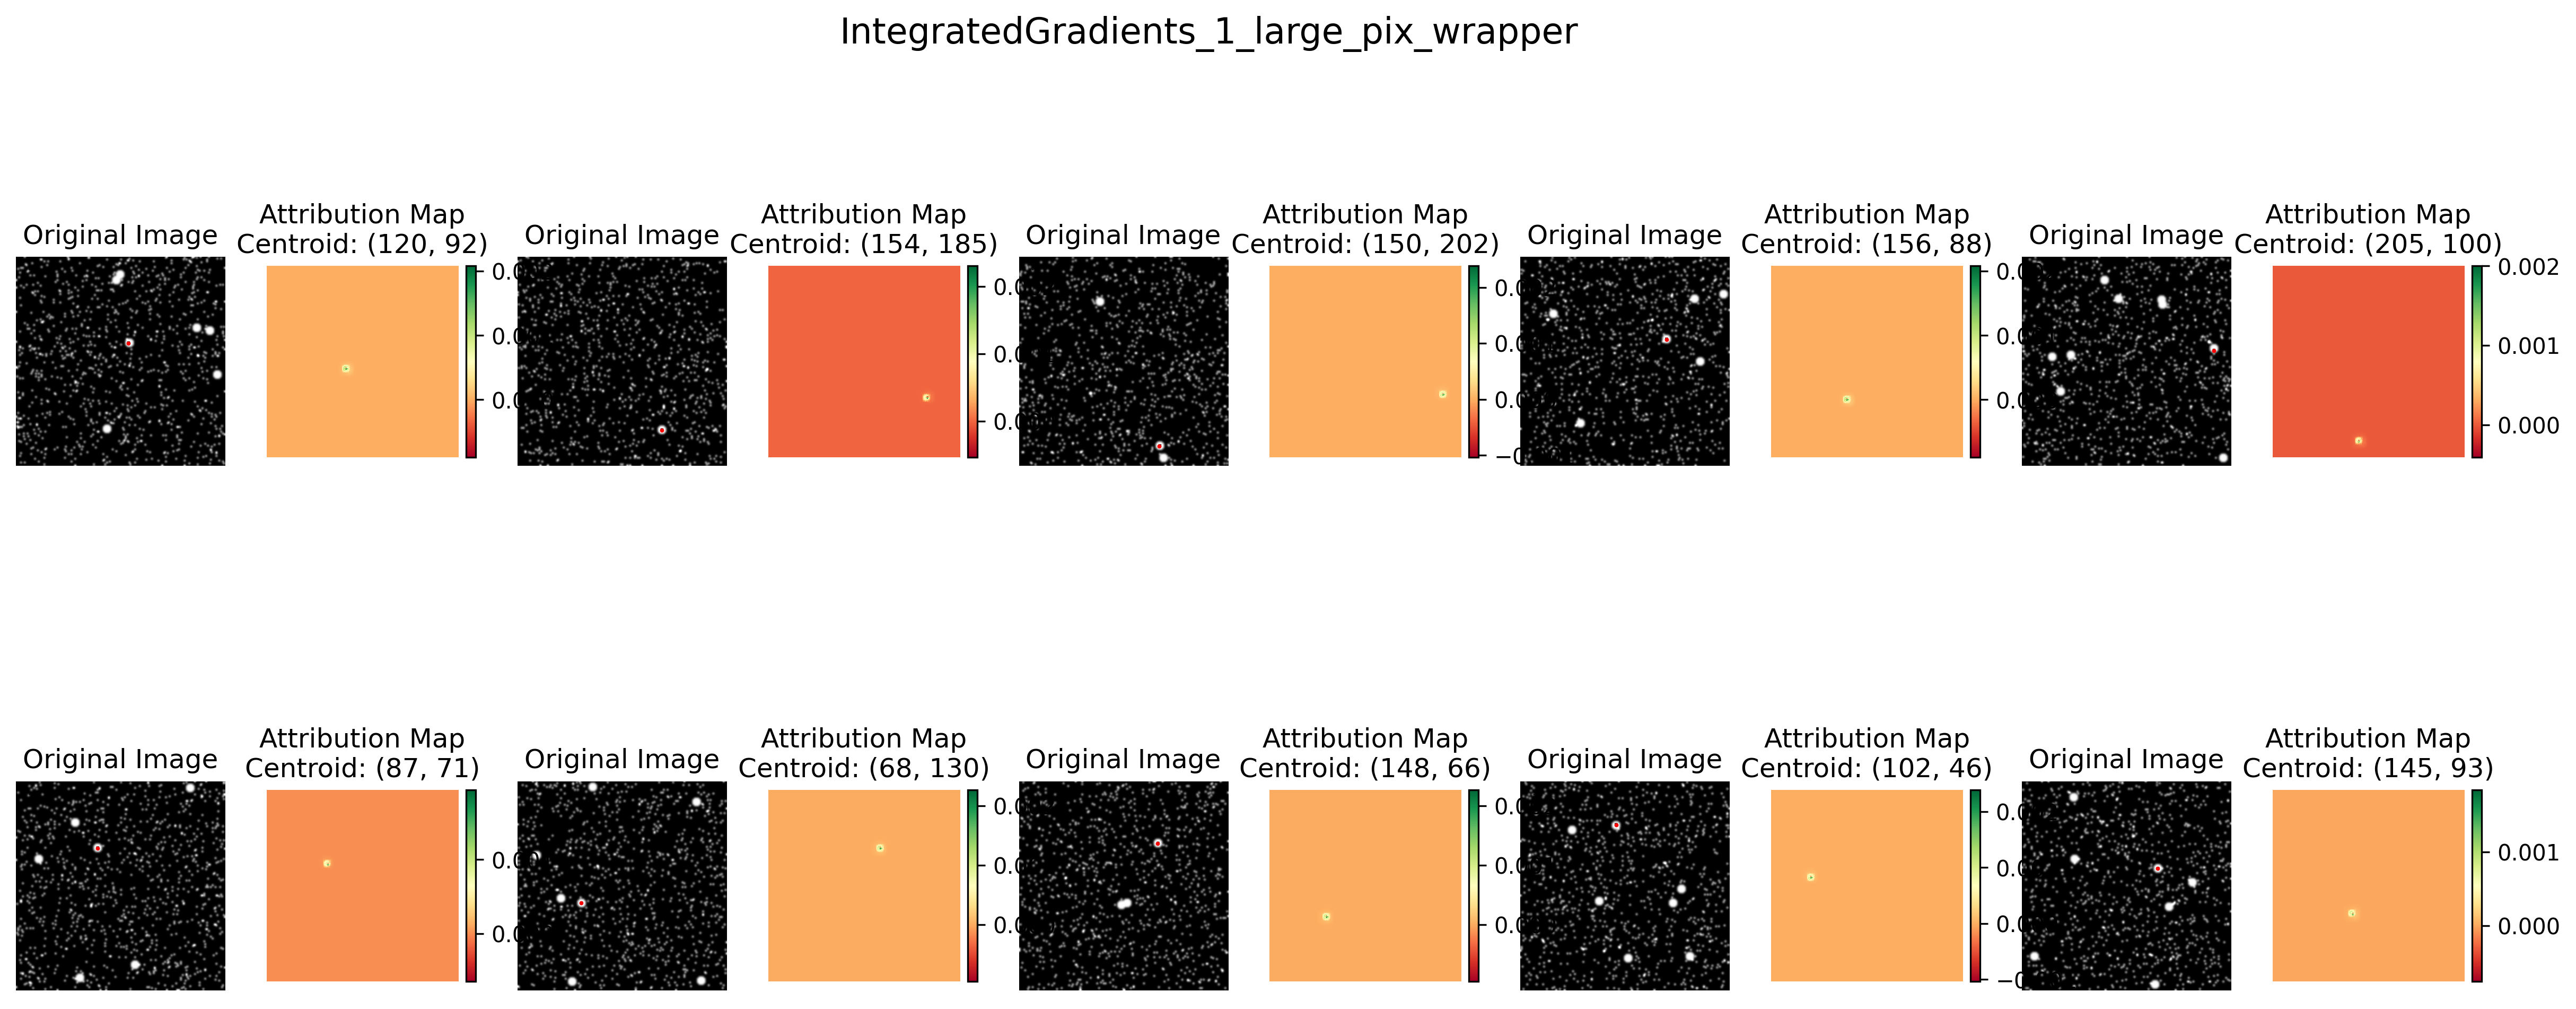 IntegratedGradients_1_large_pix_wrapper
Original Image
Attribution Map
Centroid: (120, 92)
Original Image
Attribution Map
Centroid: (154, 185)
Original Image
Attribution Map
Centroid: (150, 202)
Original Image
Attribution Map
Centroid: (156, 88)
Original Image
Attribution Map
Centroid: (205, 100)
0.002
0.001
0.000
Original Image
Attribution Map
Centroid: (87, 71)
Original Image
Attribution Map
Centroid: (68, 130)
Original Image
Attribution Map
Centroid: (148, 66)
Original Image
Attribution Map
Centroid: (102, 46)
Original Image
Attribution Map
Centroid: (145, 93)
0.001
0.000